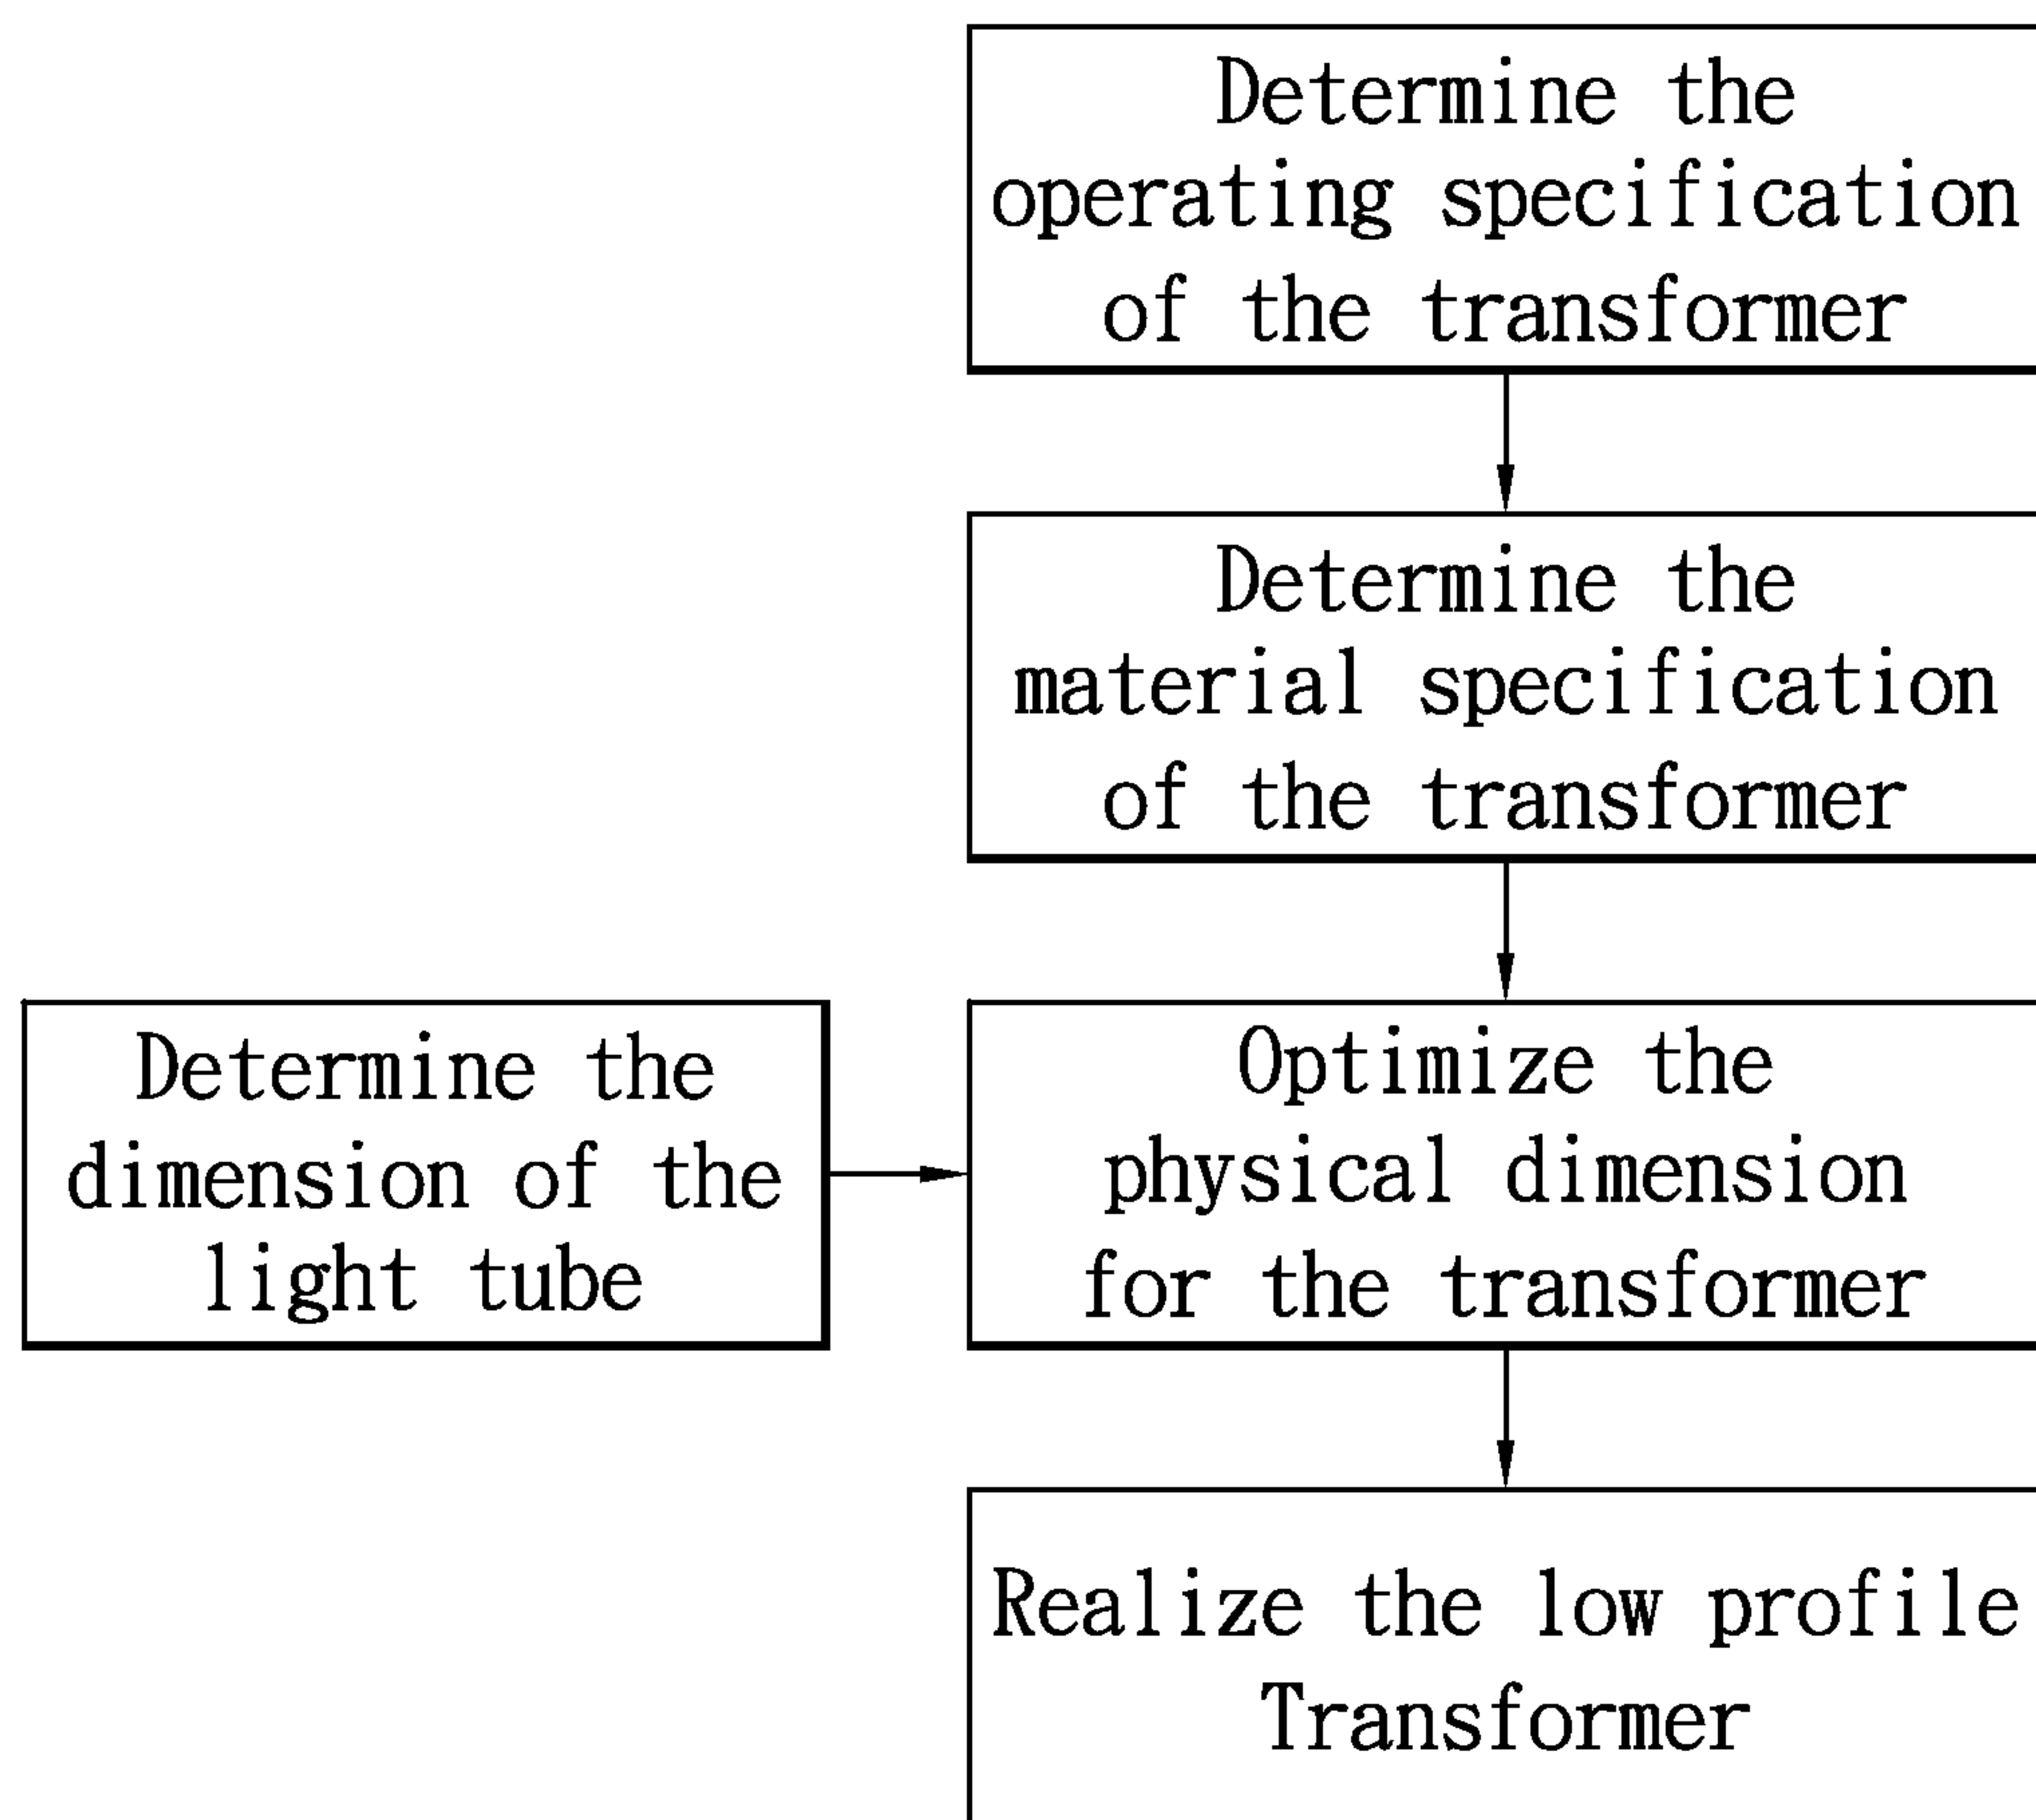 Determine the
operating specification
of the transformer
Determine the
material specification
of the transformer
Determine the
dimension of the
light tube
Optimize the
physical dimension
for the transformer
Realize the low profile
Transformer